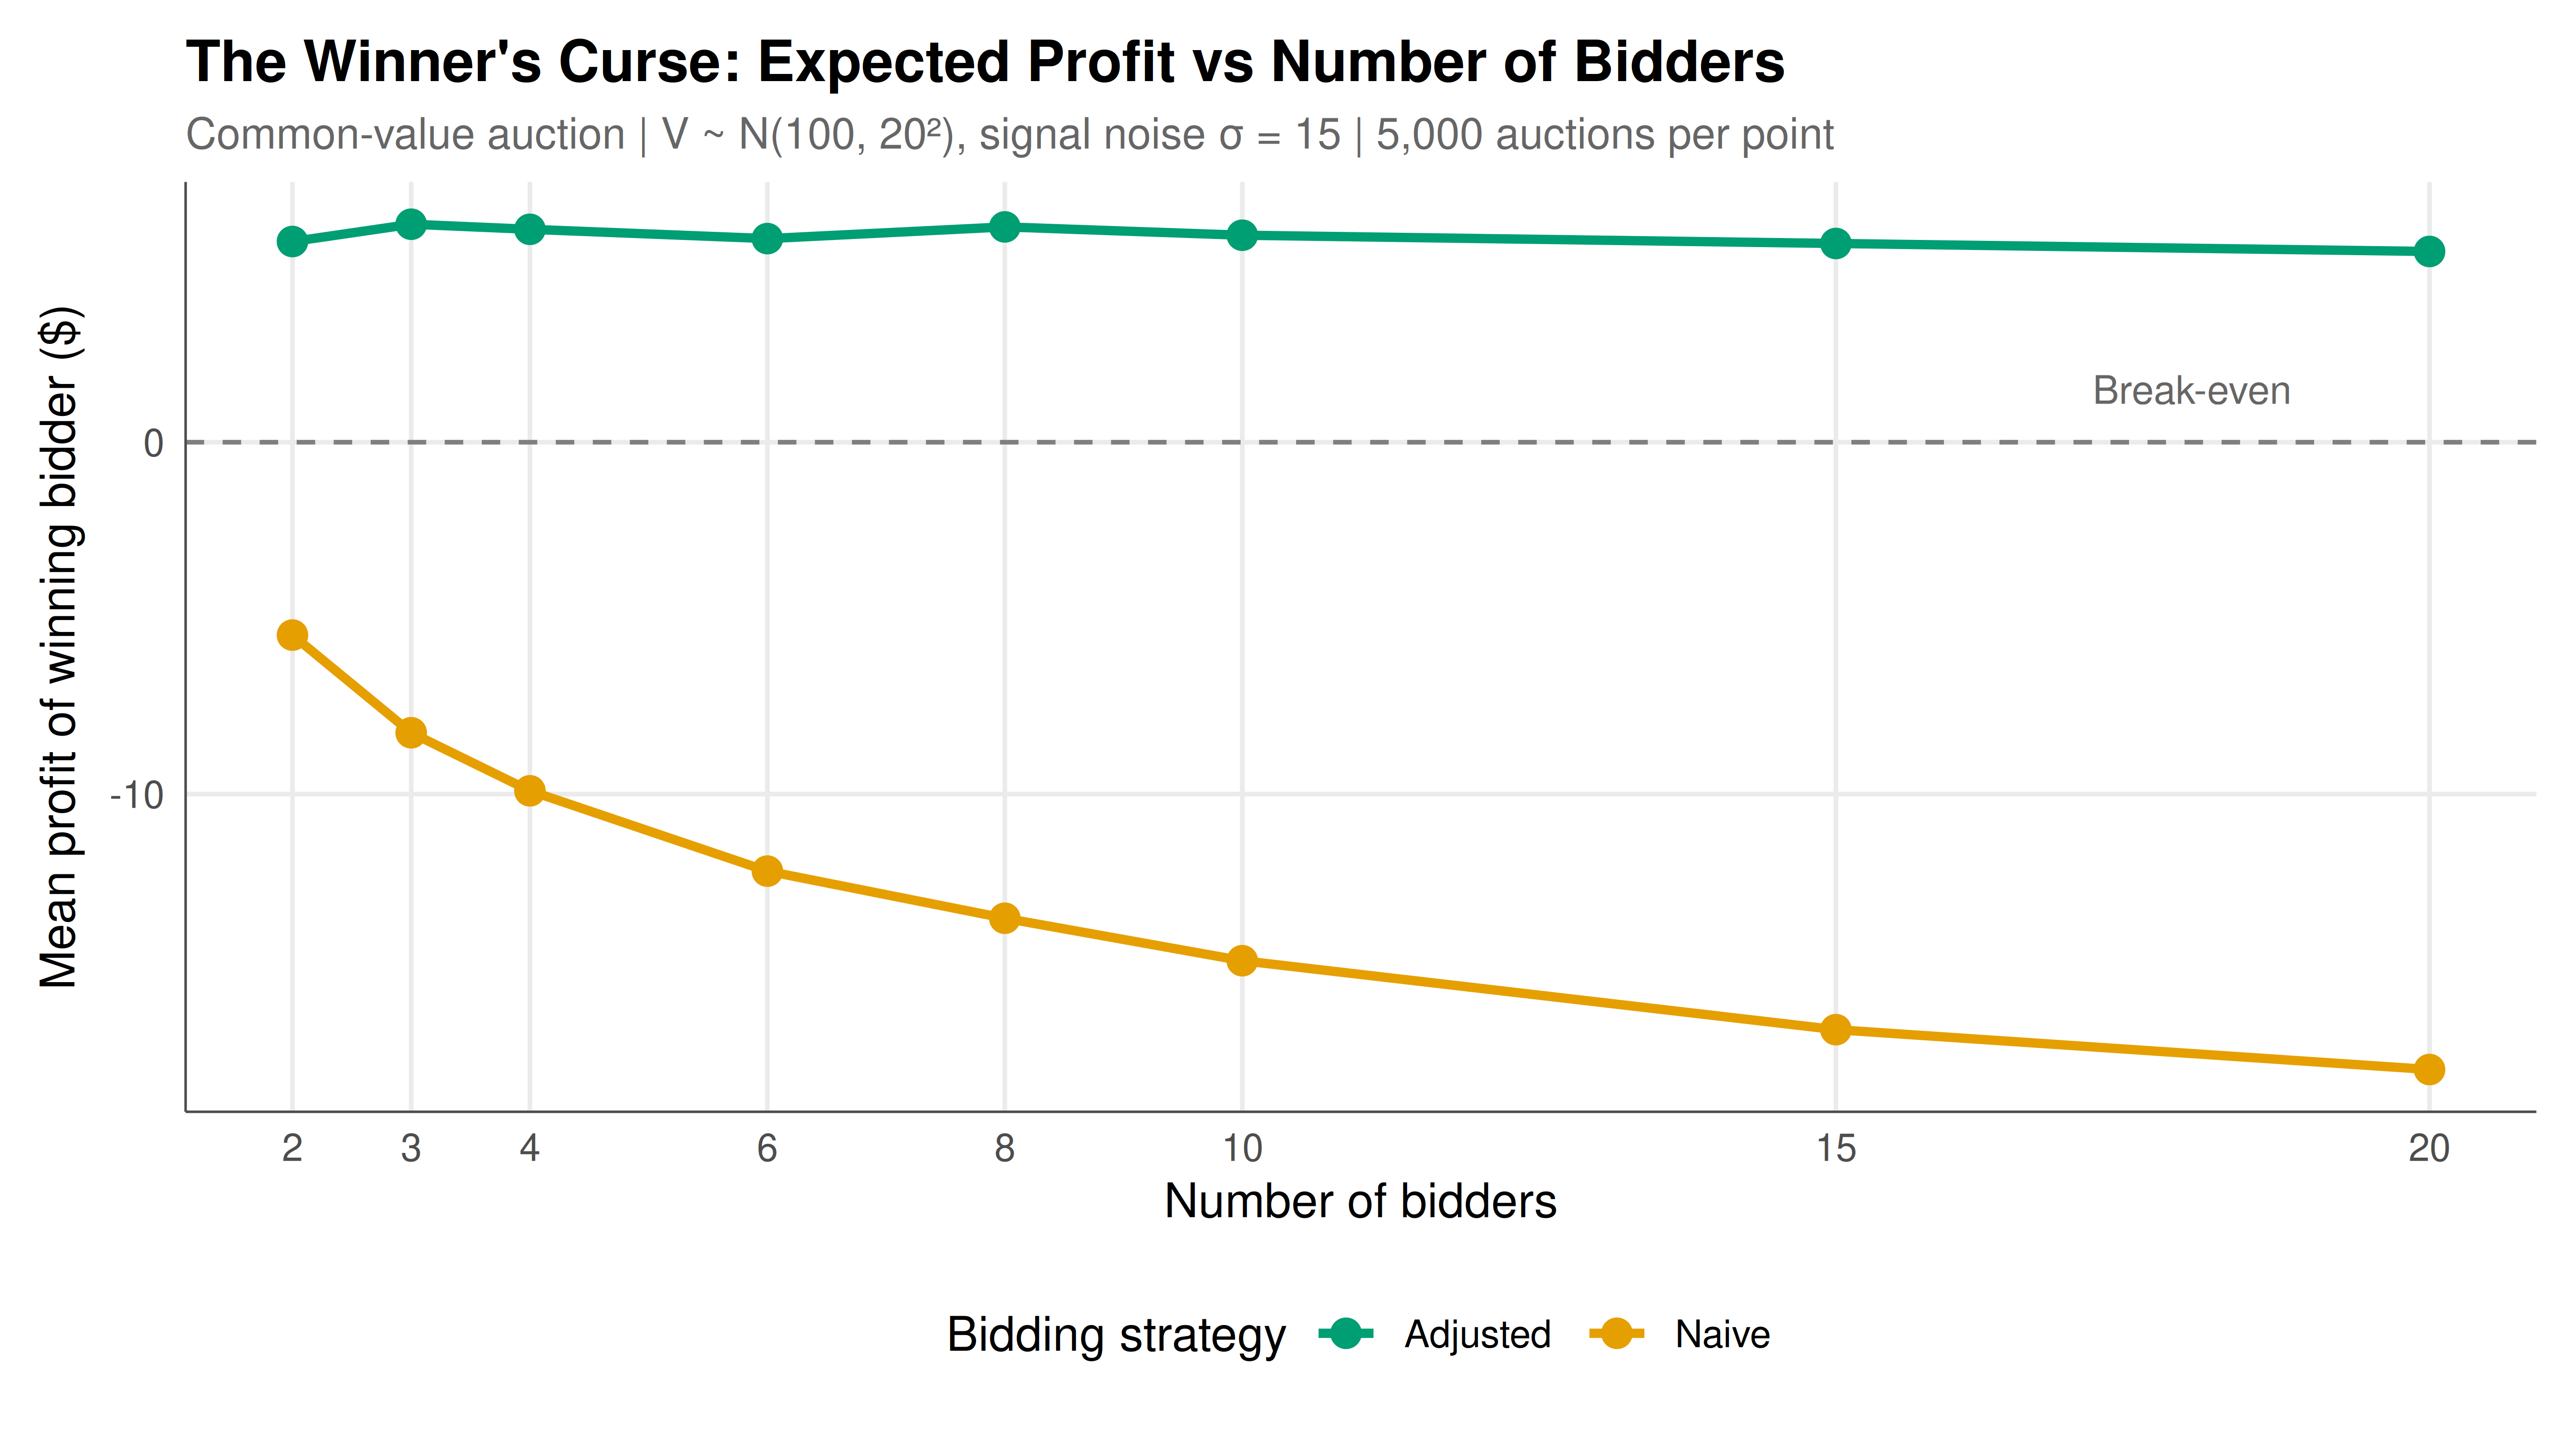 The Winner's Curse: Expected Profit vs Number of Bidders
Common-value auction | V ~ N(100, 20²), signal noise σ = 15 | 5,000 auctions per point
Mean profit of winning bidder ($)
0
-10
Break-even
2 3 4 6 8 10 15 20
Number of bidders
Bidding strategy Adjusted Naive